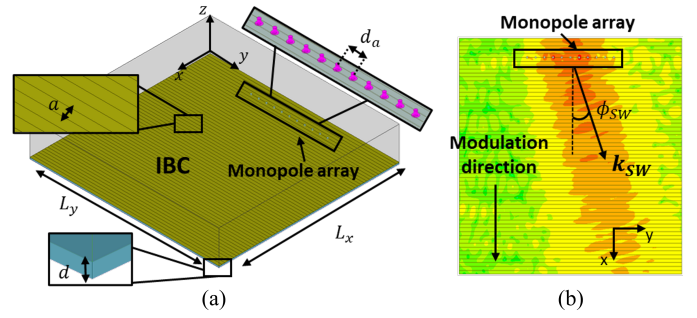 z
x
y
a
d_a
IBC
Monopole array
L_y
L_x
d
(a)
Monopole array
ϕ_SW
Modulation
direction
k_SW
y
x
(b)